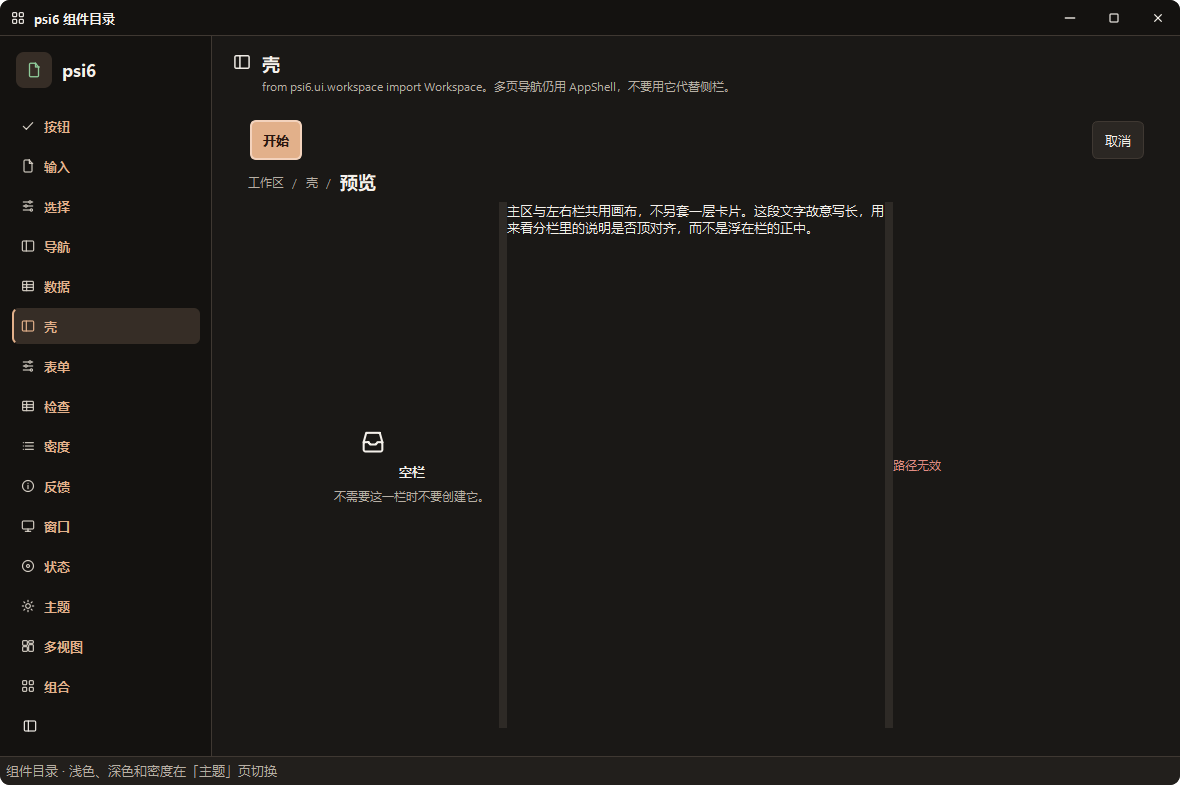 psi6 组件目录
psi6
按钮
输入
选择
导航
数据
壳
表单
检查
密度
反馈
窗口
状态
主题
多视图
组合
壳
from psi6.ui.workspace import Workspace。多页导航仍用 AppShell，不要用它代替侧栏。
开始
取消
工作区 / 壳 / 预览
空栏
不需要这一栏时不要创建它。
主区与左右栏共用画布，不另套一层卡片。这段文字故意写长，用
来看分栏里的说明是否顶对齐，而不是浮在栏的正中。
路径无效
组件目录 · 浅色、深色和密度在「主题」页切换